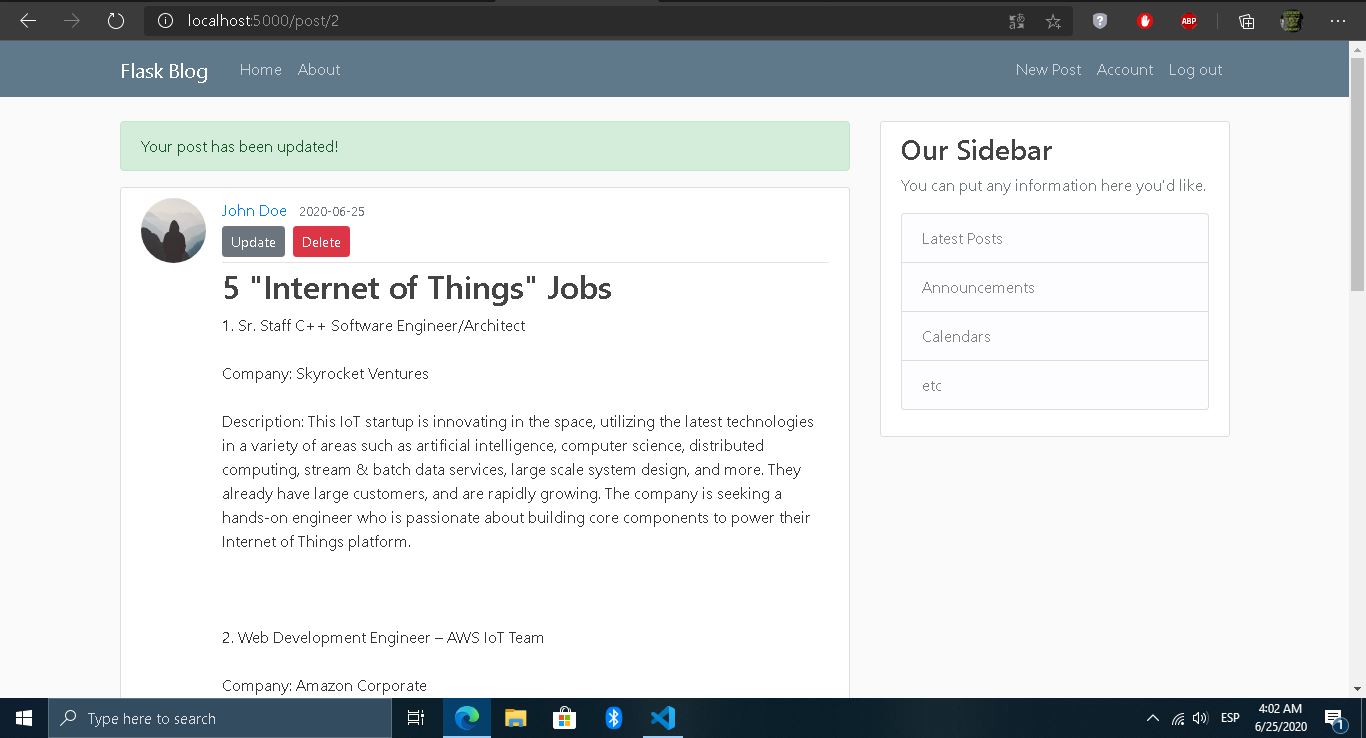 localhost:5000/post/2
ABP
Flask Blog
Home
About
New Post
Account
Log out
Your post has been updated!
John Doe 2020-06-25
Update
Delete
5 "Internet of Things" Jobs
1. Sr. Staff C++ Software Engineer/Architect
Company: Skyrocket Ventures
Description: This IoT startup is innovating in the space, utilizing the latest technologies
in a variety of areas such as artificial intelligence, computer science, distributed
computing, stream & batch data services, large scale system design, and more. They
already have large customers, and are rapidly growing. The company is seeking a
hands-on engineer who is passionate about building core components to power their
Internet of Things platform.
2. Web Development Engineer – AWS IoT Team
Company: Amazon Corporate
Our Sidebar
You can put any information here you'd like.
Latest Posts
Announcements
Calendars
etc
Type here to search
ESP
4:02 AM
6/25/2020
1